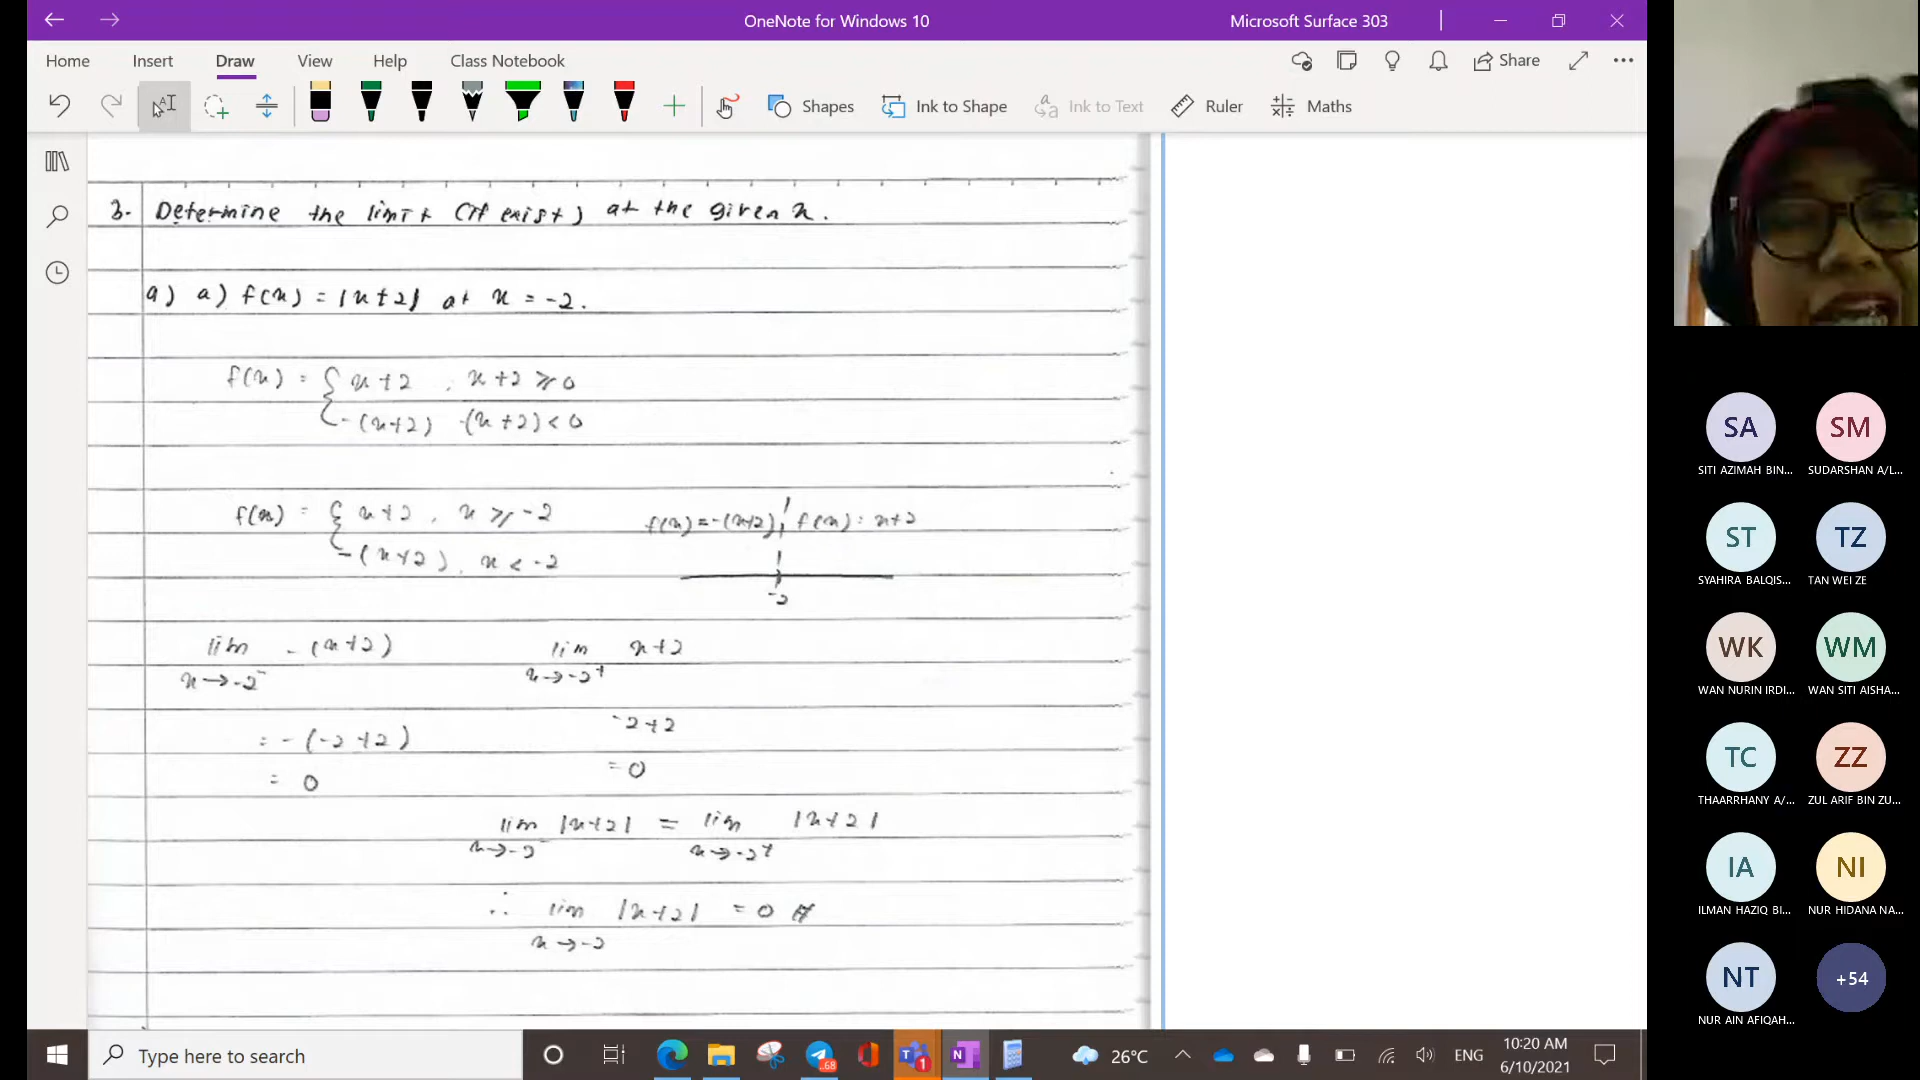 OneNote for Windows 10
Microsoft Surface 303
Home Insert Draw View Help Class Notebook
Share
Shapes Ink to Shape Ink to Text Ruler Maths
3. Determine the limit (if exist) at the given x.
a) a) f(x) = |x+2| at x = -2.
f(x) = { x+2 , x+2 ≥ 0
-(x+2) -(x+2) < 0
f(x) = { x+2 , x ≥ -2
-(x+2) , x < -2
f(x) = -(x+2) f(x) = x+2
-2
lim -(x+2) lim x+2
x→-2⁻ x→-2⁺
= -(-2+2) -2+2
= 0 = 0
lim |x+2| = lim |x+2|
x→-2⁻ x→-2⁺
∴ lim |x+2| = 0 #
x→-2
SA SM
SITI AZIMAH BIN... SUDARSHAN A/L...
ST TZ
SYAHIRA BALQIS... TAN WEI ZE
WK WM
WAN NURIN IRDI... WAN SITI AISHA...
TC ZZ
THAARRHANY A/... ZUL ARIF BIN ZU...
IA NI
ILMAN HAZIQ BI... NUR HIDANA NA...
NT +54
NUR AIN AFIQAH...
Type here to search
68
1
N
26°C
ENG
10:20 AM
6/10/2021